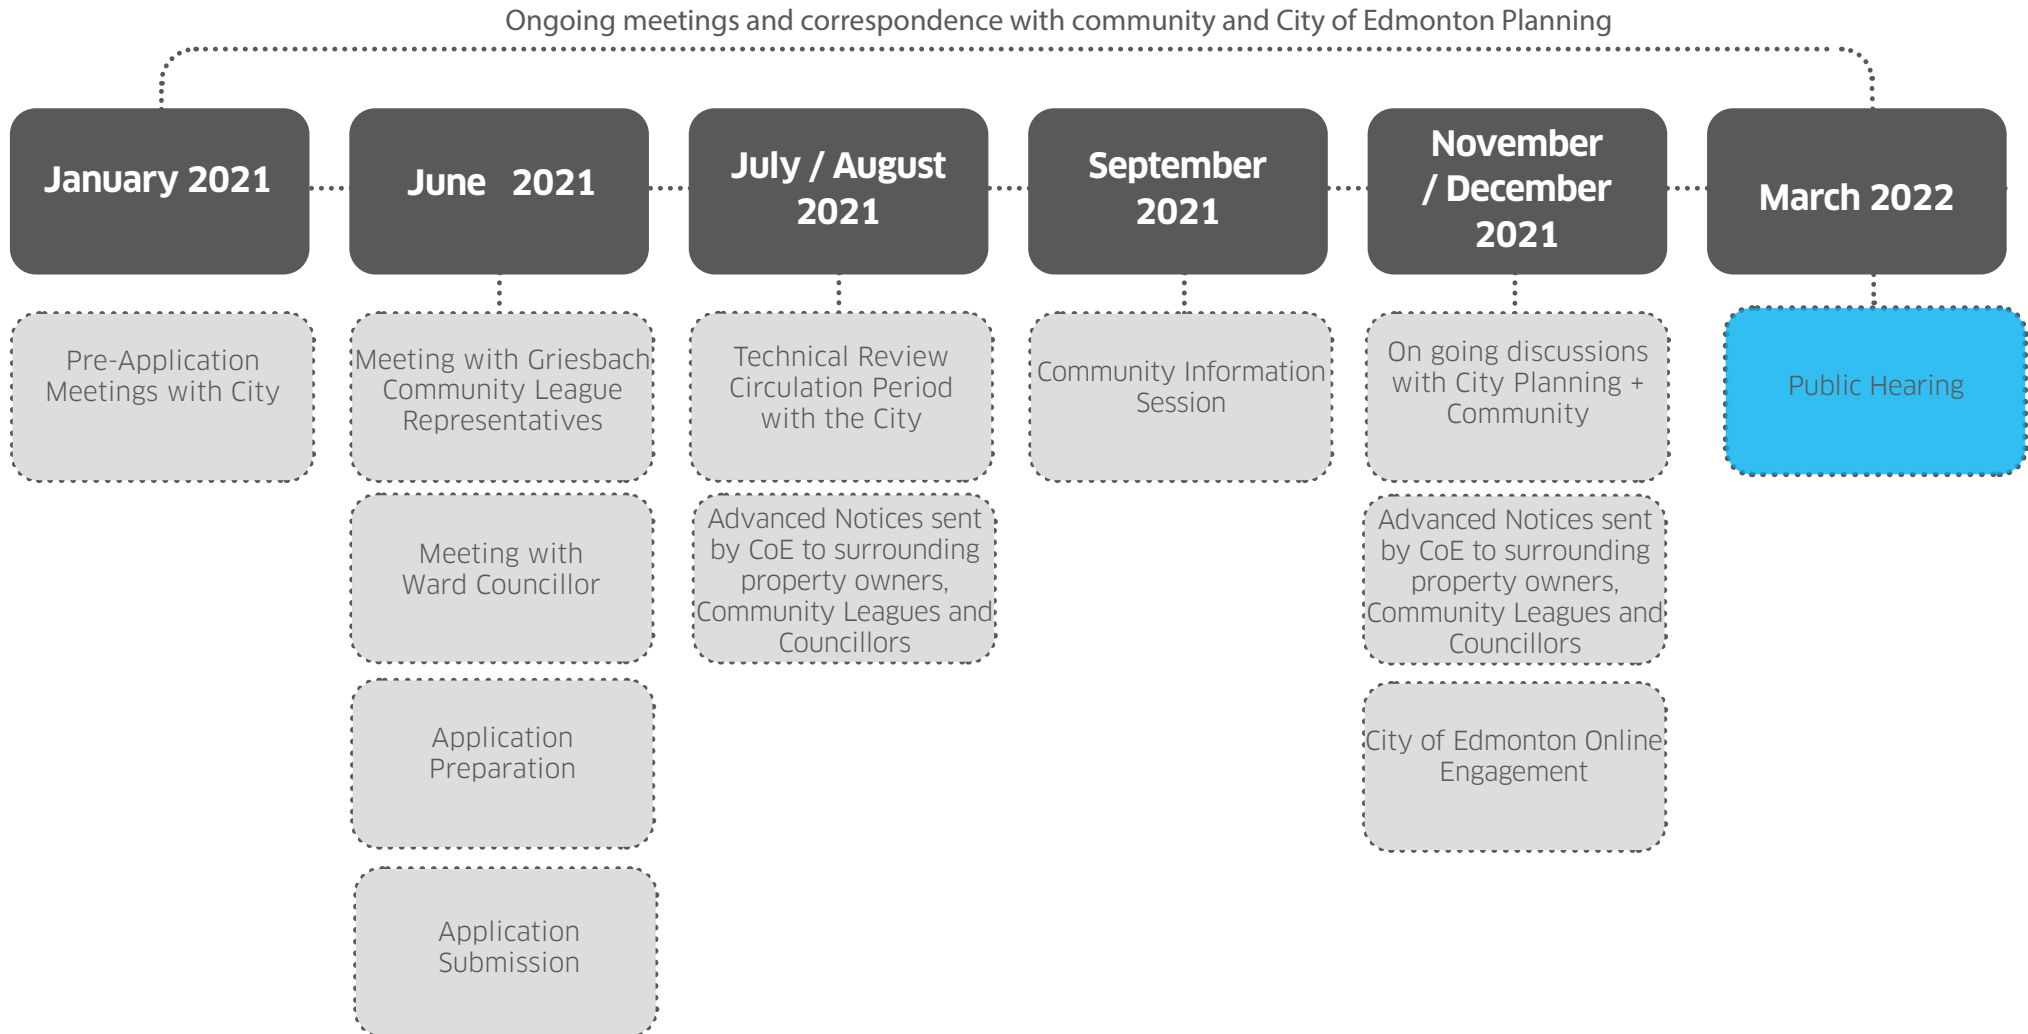 Ongoing meetings and correspondence with community and City of Edmonton Planning
January 2021
Pre-Application
Meetings with City
June 2021
Meeting with Griesbach
Community League
Representatives
Meeting with
Ward Councillor
Application
Preparation
Application
Submission
July / August
2021
Technical Review
Circulation Period
with the City
Advanced Notices sent
by CoE to surrounding
property owners,
Community Leagues and
Councillors
September
2021
Community Information
Session
November
/ December
2021
On going discussions
with City Planning +
Community
Advanced Notices sent
by CoE to surrounding
property owners,
Community Leagues and
Councillors
City of Edmonton Online
Engagement
March 2022
Public Hearing